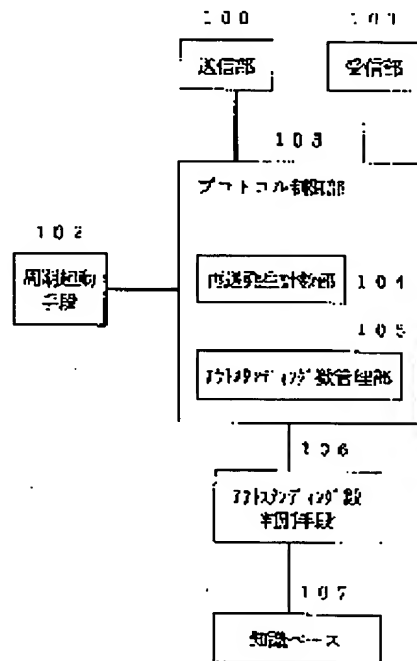 100
101
送信部
受信部
103
プロトコル制御部
102
周期起動
手段
再送発生計数部
104
105
アウトスタンディング数管理部
106
アウトスタンディング数
判断手段
107
知識ベース